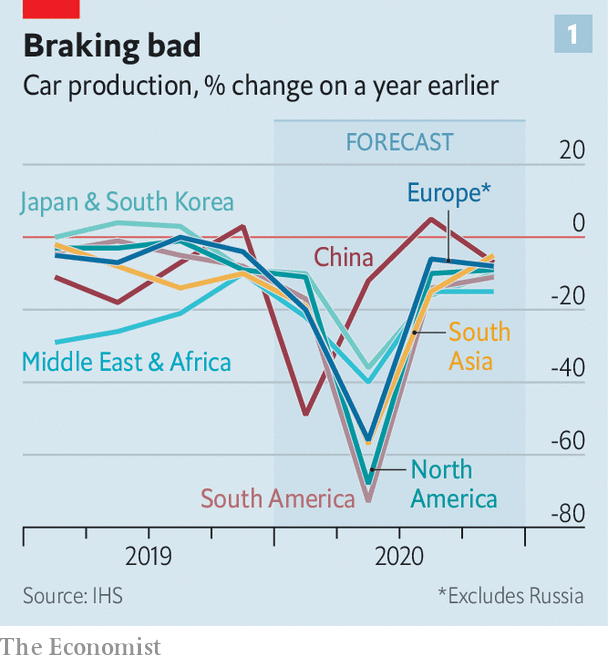 Braking bad
1
Car production, % change on a year earlier
FORECAST
20
Japan & South Korea
Europe*
0
China
-20
Middle East & Africa
South
Asia
-40
-60
North
America
South America
-80
2019
2020
Source: IHS
*Excludes Russia
The Economist